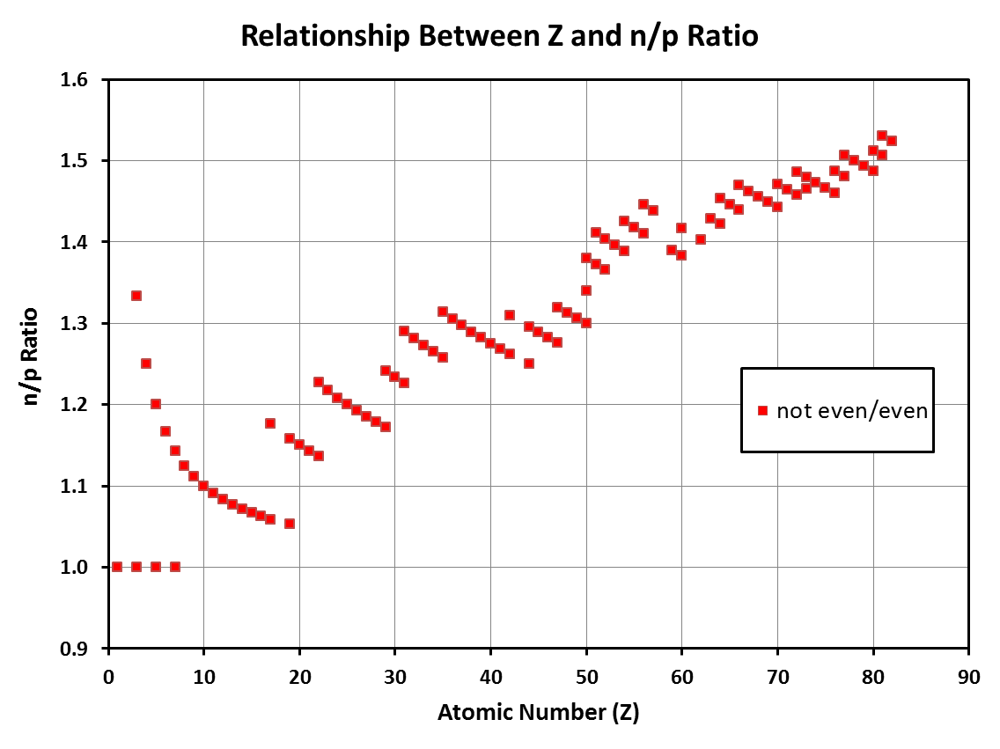 Relationship Between Z and n/p Ratio
1.6
1.5
1.4
1.3
1.2
1.1
1.0
0.9
n/p Ratio
not even/even
0 10 20 30 40 50 60 70 80 90
Atomic Number (Z)